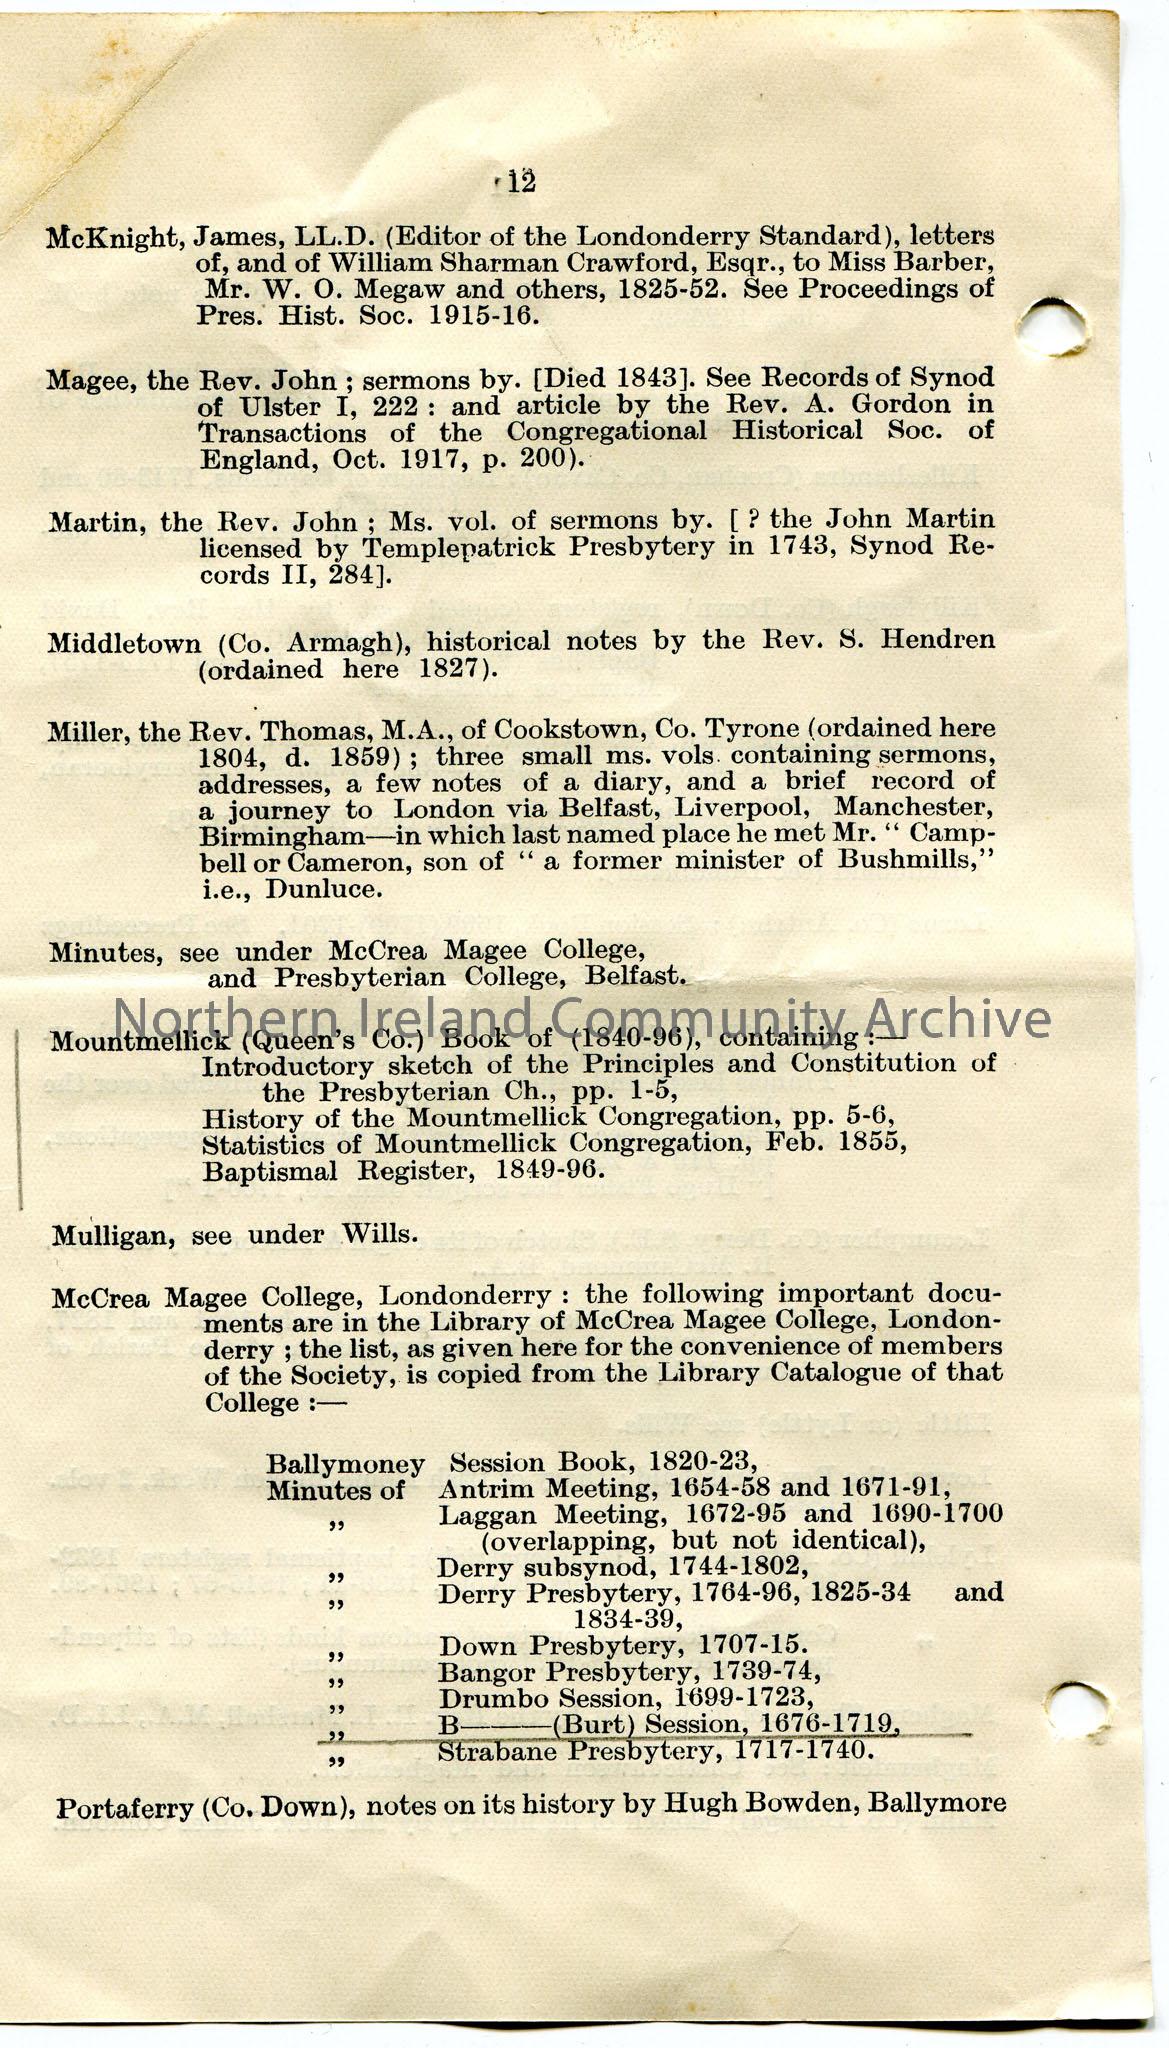 12
McKnight, James, LL.D. (Editor of the Londonderry Standard), letters
of, and of William Sharman Crawford, Esqr., to Miss Barber,
Mr. W. O. Megaw and others, 1825-52. See Proceedings of
Pres. Hist. Soc. 1915-16.
Magee, the Rev. John ; sermons by. [Died 1843]. See Records of Synod
of Ulster I, 222 : and article by the Rev. A. Gordon in
Transactions of the Congregational Historical Soc. of
England, Oct. 1917, p. 200).
Martin, the Rev. John ; Ms. vol. of sermons by. [ ? the John Martin
licensed by Templepatrick Presbytery in 1743, Synod Re-
cords II, 284].
Middletown (Co. Armagh), historical notes by the Rev. S. Hendren
(ordained here 1827).
Miller, the Rev. Thomas, M.A., of Cookstown, Co. Tyrone (ordained here
1804, d. 1859) ; three small ms. vols. containing sermons,
addresses, a few notes of a diary, and a brief record of
a journey to London via Belfast, Liverpool, Manchester,
Birmingham—in which last named place he met Mr. “ Camp-
bell or Cameron, son of “ a former minister of Bushmills,”
i.e., Dunluce.
Minutes, see under McCrea Magee College,
and Presbyterian College, Belfast.
Northern Ireland Community Archive
Mountmellick (Queen's Co.) Book of (1840-96), containing :—
Introductory sketch of the Principles and Constitution of
the Presbyterian Ch., pp. 1-5,
History of the Mountmellick Congregation, pp. 5-6,
Statistics of Mountmellick Congregation, Feb. 1855,
Baptismal Register, 1849-96.
Mulligan, see under Wills.
McCrea Magee College, Londonderry : the following important docu-
ments are in the Library of McCrea Magee College, London-
derry ; the list, as given here for the convenience of members
of the Society, is copied from the Library Catalogue of that
College :—
Ballymoney Session Book, 1820-23,
Minutes of Antrim Meeting, 1654-58 and 1671-91,
„ Laggan Meeting, 1672-95 and 1690-1700
(overlapping, but not identical),
„ Derry subsynod, 1744-1802,
„ Derry Presbytery, 1764-96, 1825-34 and
1834-39,
„ Down Presbytery, 1707-15.
„ Bangor Presbytery, 1739-74,
„ Drumbo Session, 1699-1723,
„ B———(Burt) Session, 1676-1719,
„ Strabane Presbytery, 1717-1740.
Portaferry (Co. Down), notes on its history by Hugh Bowden, Ballymore